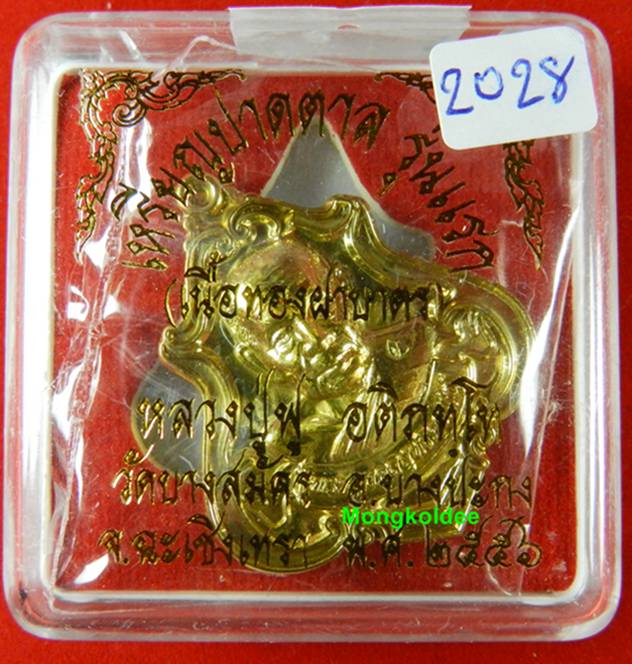 2028
เหรียญปาดตาล รุ่นแรก
(เนื้อทองฝาบาตร)
หลวงปู่ฟู อติภทฺโท
วัดบางสมัคร อ.บางปะกง
Mongkoldee
จ.ฉะเชิงเทรา พ.ศ.๒๕๕๖